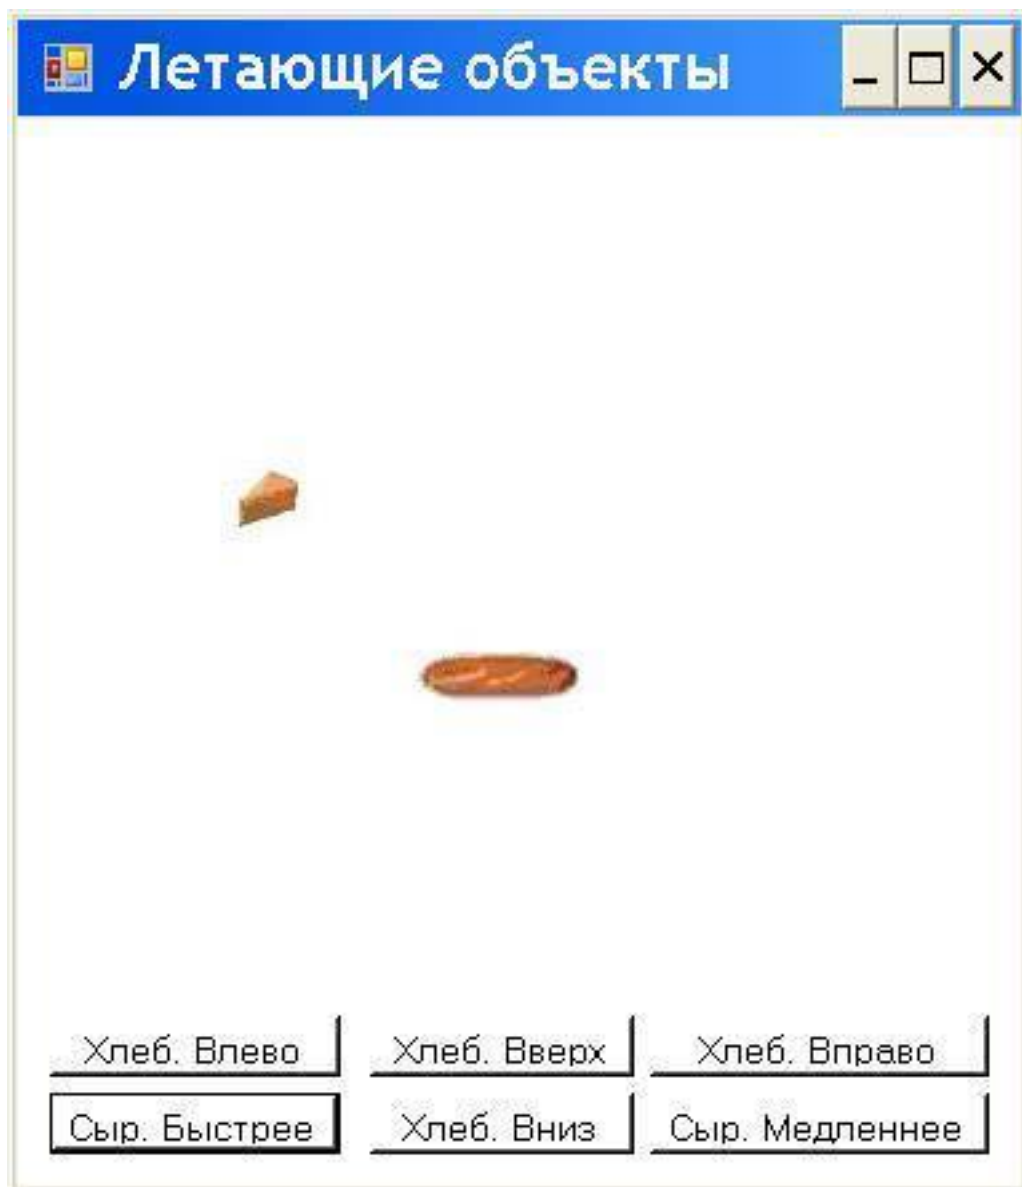 Летающие объекты
Хлеб. Влево
Хлеб. Вверх
Хлеб. Вправо
Сыр. Быстрее
Хлеб. Вниз
Сыр. Медленнее